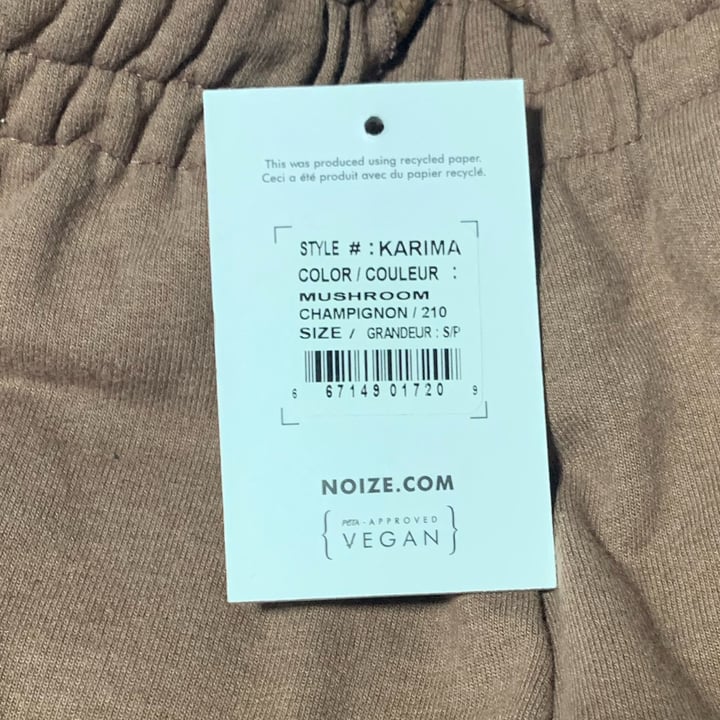 This was produced using recycled paper.
Ceci a été produit avec du papier recyclé.
STYLE # : KARIMA
COLOR / COULEUR :
MUSHROOM
CHAMPIGNON / 210
SIZE / GRANDEUR : S/P
6 67149 01720 9
NOIZE.COM
PETA - APPROVED
VEGAN